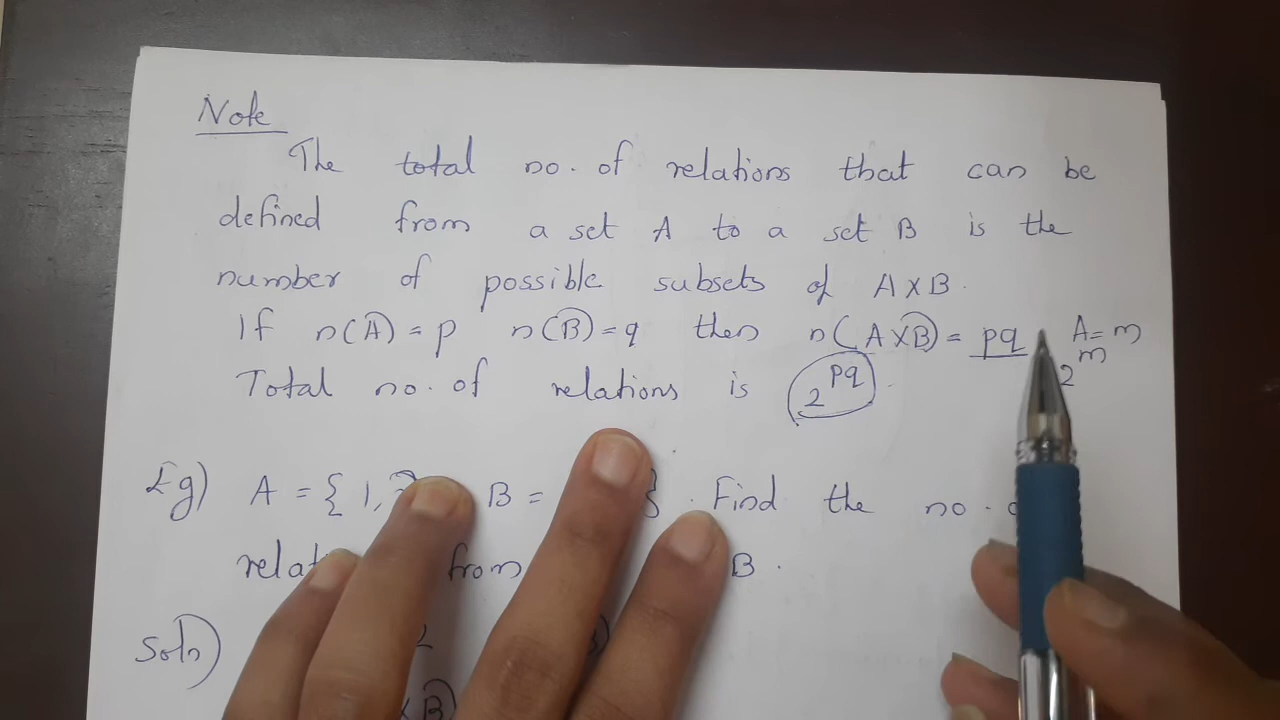 Note
The total no. of relations that can be
defined from a set A to a set B is the
number of possible subsets of A×B.
If n(A) = p n(B) = q then n(A×B) = pq A = m
2^m
Total no. of relations is 2^pq.
Eg) A = {1, B = } . Find the no.
from B.
Soln) 2
B)